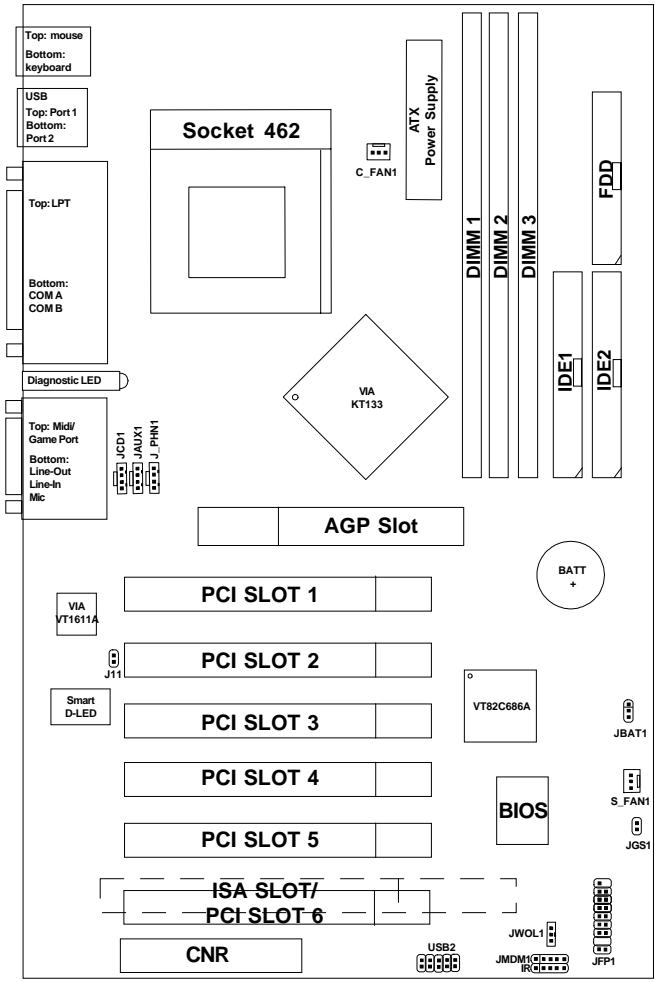 Top: mouse
Bottom:
keyboard
USB
Top: Port 1
Bottom:
Port 2
Socket 462
C_FAN1
ATX
Power Supply
DIMM 1
DIMM 2
DIMM 3
FDD
IDE1
IDE2
Top: LPT
Bottom:
COM A
COM B
Diagnostic LED
VIA
KT133
Top: Midi/
Game Port
Bottom:
Line-Out
Line-In
Mic
JCD1
JAUX1
J_PHN1
AGP Slot
BATT
+
PCI SLOT 1
VIA
VT1611A
PCI SLOT 2
J11
Smart
D-LED
PCI SLOT 3
VT82C686A
JBAT1
PCI SLOT 4
BIOS
S_FAN1
PCI SLOT 5
JGS1
ISA SLOT/
PCI SLOT 6
CNR
USB2
JWOL1
JMDM1
IR
JFP1